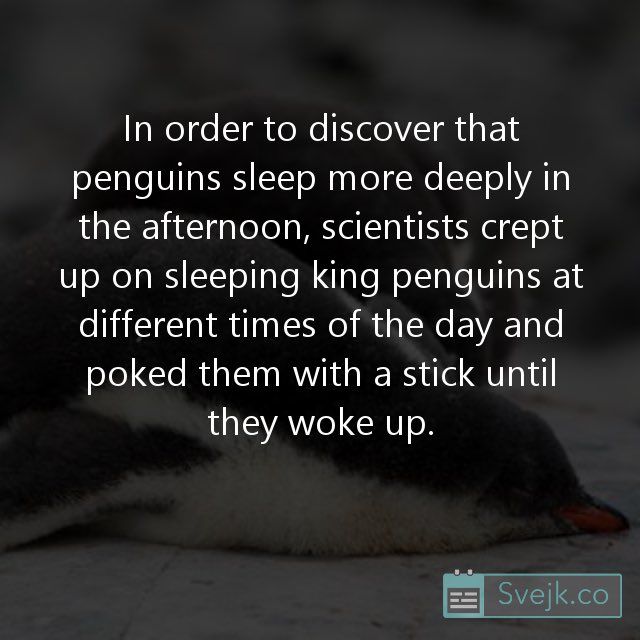 In order to discover that
penguins sleep more deeply in
the afternoon, scientists crept
up on sleeping king penguins at
different times of the day and
poked them with a stick until
they woke up.
Svejk.co